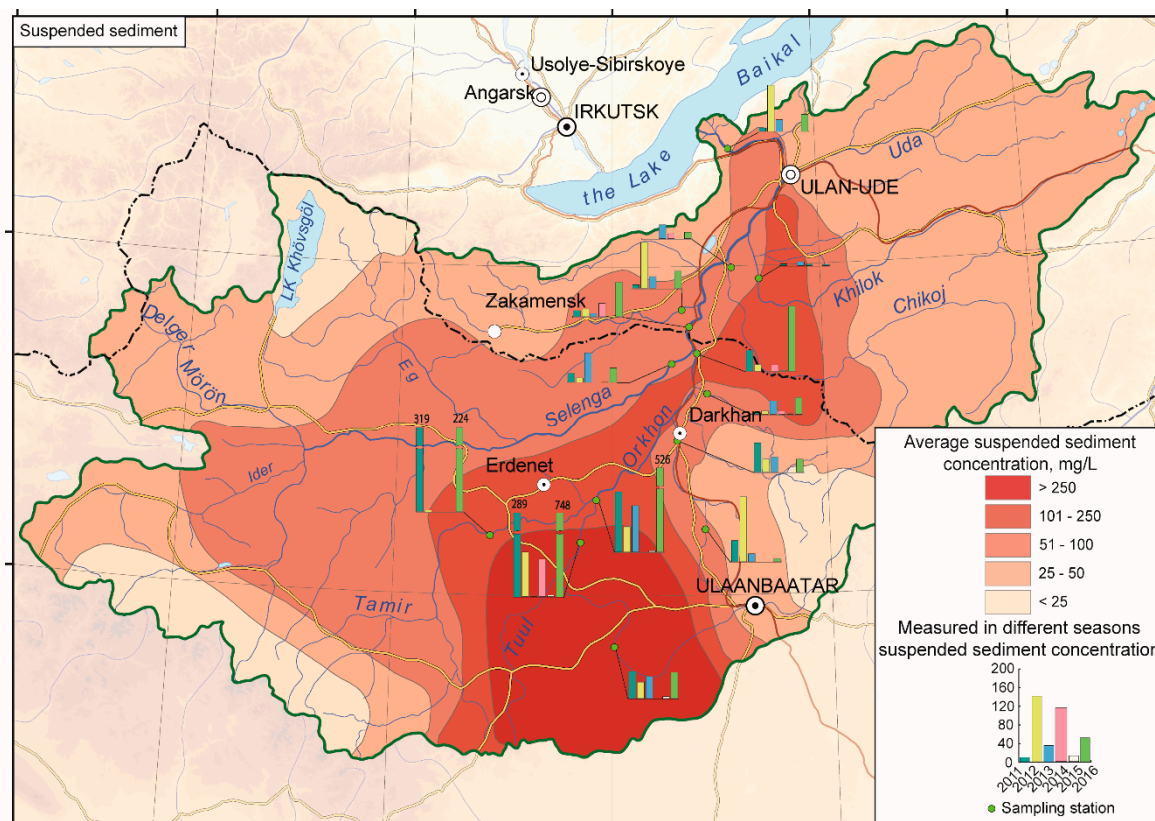 Suspended sediment
Usolye-Sibirskoye
Angarsk
IRKUTSK
the Lake Baikal
Uda
ULAN-UDE
LK Khövsgöl
Zakamensk
Khilok
Chikoj
Delger
Mörön
Eg
Selenga
Orkhon
Darkhan
319
224
Ider
Erdenet
526
289
748
ULAANBAATAR
Tamir
Tuul
Average suspended sediment
concentration, mg/L
> 250
101 - 250
51 - 100
25 - 50
< 25
Measured in different seasons
suspended sediment concentration
200
160
120
80
40
0
2011
2012
2013
2014
2015
2016
Sampling station